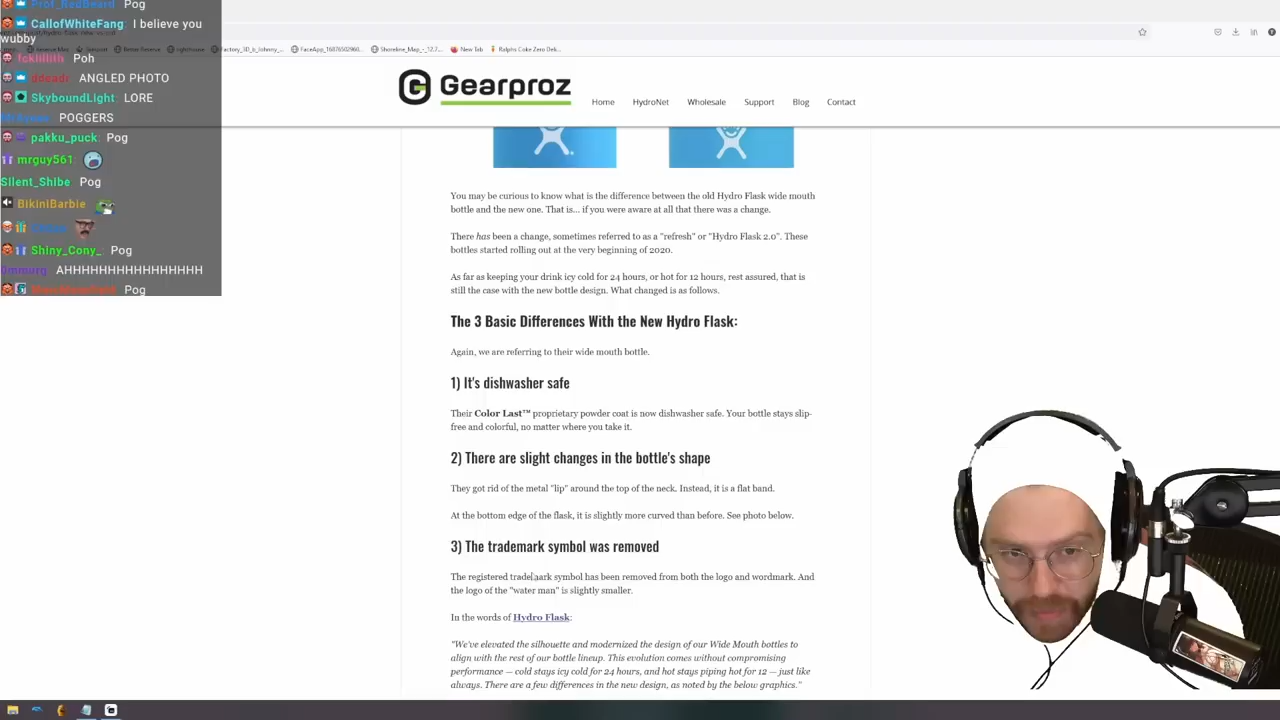 Prof_RedBeard: Pog
CallofWhiteFang: I believe you
wubby
Poh
ddeadr: ANGLED PHOTO
SkyboundLight: LORE
POGGERS
pakku_puck: Pog
mrguy561:
Silent_Shibe: Pog
BikiniBarbie:
Shiny_Cony_: Pog
Ommurg: AHHHHHHHHHHHHHHHH
Pog
New Tab
Ralphs Coke Zero Deli...
Gearproz
Home HydroNet Wholesale Support Blog Contact
You may be curious to know what is the difference between the old Hydro Flask wide mouth
bottle and the new one. That is... if you were aware at all that there was a change.
There has been a change, sometimes referred to as a "refresh" or "Hydro Flask 2.0". These
bottles started rolling out at the very beginning of 2020.
As far as keeping your drink icy cold for 24 hours, or hot for 12 hours, rest assured, that is
still the case with the new bottle design. What changed is as follows.
The 3 Basic Differences With the New Hydro Flask:
Again, we are referring to their wide mouth bottle.
1) It's dishwasher safe
Their Color Last™ proprietary powder coat is now dishwasher safe. Your bottle stays slip-
free and colorful, no matter where you take it.
2) There are slight changes in the bottle's shape
They got rid of the metal "lip" around the top of the neck. Instead, it is a flat band.
At the bottom edge of the flask, it is slightly more curved than before. See photo below.
3) The trademark symbol was removed
The registered trademark symbol has been removed from both the logo and wordmark. And
the logo of the "water man" is slightly smaller.
In the words of Hydro Flask:
"We've elevated the silhouette and modernized the design of our Wide Mouth bottles to
align with the rest of our bottle lineup. This evolution comes without compromising
performance — cold stays icy cold for 24 hours, and hot stays piping hot for 12 — just like
always. There are a few differences in the new design, as noted by the below graphics."